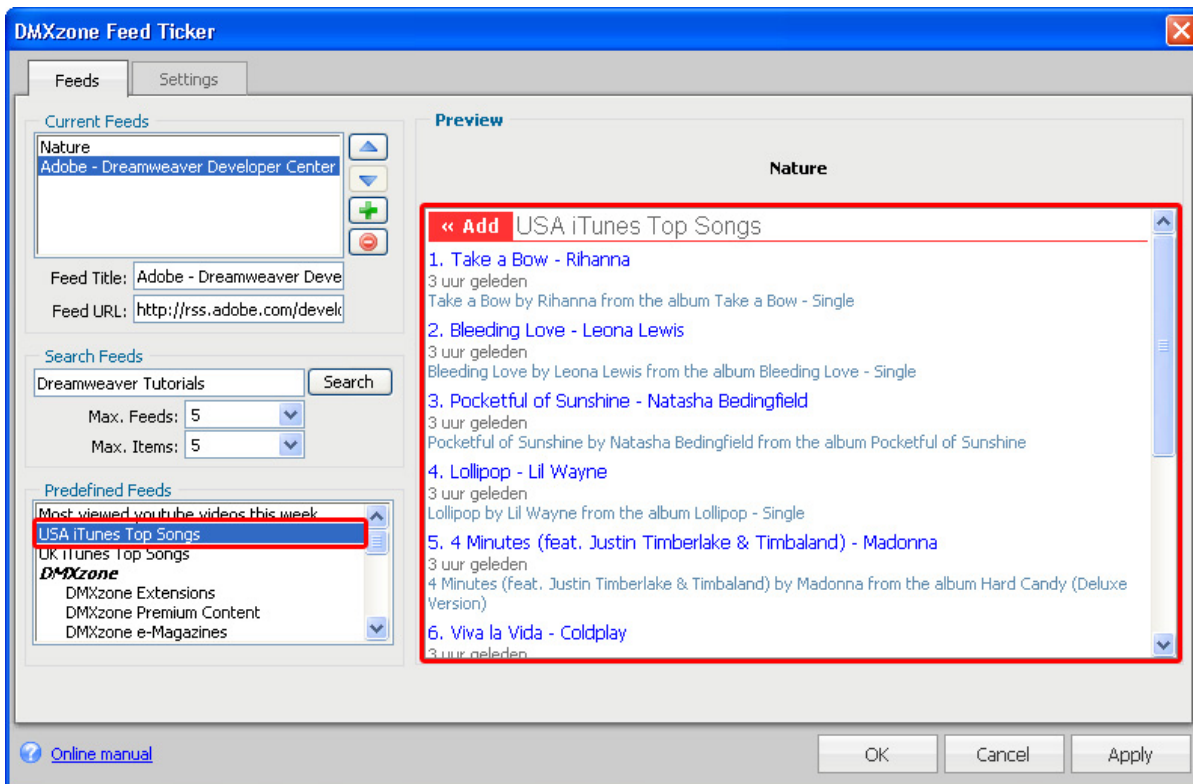 DMXzone Feed Ticker
Feeds
Settings
Current Feeds
Nature
Adobe - Dreamweaver Developer Center
Feed Title: Adobe - Dreamweaver Deve
Feed URL: http://rss.adobe.com/develo
Search Feeds
Dreamweaver Tutorials
Search
Max. Feeds: 5
Max. Items: 5
Predefined Feeds
Most viewed youtube videos this week
USA iTunes Top Songs
UK iTunes Top Songs
DMXzone
DMXzone Extensions
DMXzone Premium Content
DMXzone e-Magazines
Preview
Nature
« Add USA iTunes Top Songs
1. Take a Bow - Rihanna
3 uur geleden
Take a Bow by Rihanna from the album Take a Bow - Single
2. Bleeding Love - Leona Lewis
3 uur geleden
Bleeding Love by Leona Lewis from the album Bleeding Love - Single
3. Pocketful of Sunshine - Natasha Bedingfield
3 uur geleden
Pocketful of Sunshine by Natasha Bedingfield from the album Pocketful of Sunshine
4. Lollipop - Lil Wayne
3 uur geleden
Lollipop by Lil Wayne from the album Lollipop - Single
5. 4 Minutes (feat. Justin Timberlake & Timbaland) - Madonna
3 uur geleden
4 Minutes (feat. Justin Timberlake & Timbaland) by Madonna from the album Hard Candy (Deluxe
Version)
6. Viva la Vida - Coldplay
3 uur geleden
Online manual
OK
Cancel
Apply